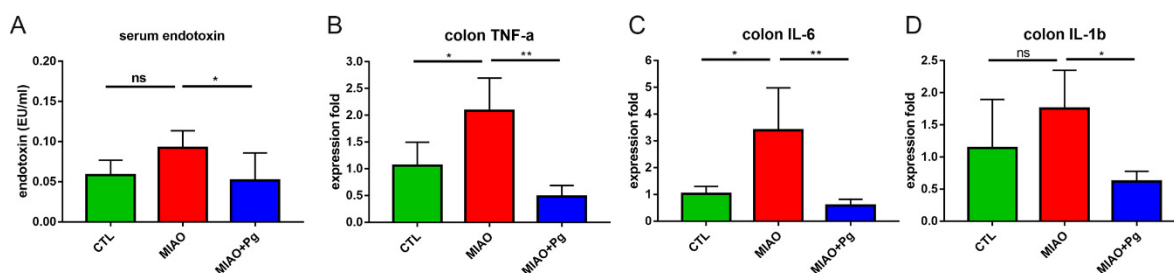 A
serum endotoxin
endotoxin (EU/ml)
0.20
0.15
0.10
0.05
0.00
ns
*
CTL
MIAO
MIAO+Pg
B
colon TNF-a
expression fold
3.0
2.5
2.0
1.5
1.0
0.5
0.0
*
**
CTL
MIAO
MIAO+Pg
C
colon IL-6
expression fold
6
5
4
3
2
1
0
*
**
CTL
MIAO
MIAO+Pg
D
colon IL-1b
expression fold
2.5
2.0
1.5
1.0
0.5
0.0
ns
*
CTL
MIAO
MIAO+Pg